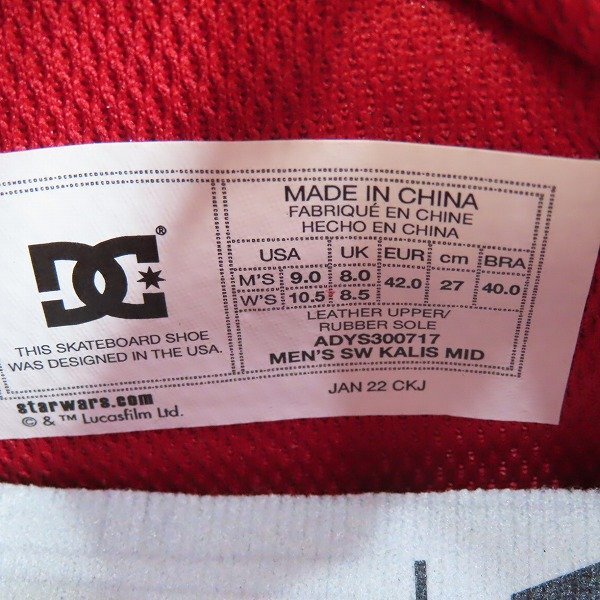 DC®
THIS SKATEBOARD SHOE
WAS DESIGNED IN THE USA.
starwars.com
© & ™ Lucasfilm Ltd.
MADE IN CHINA
FABRIQUÉ EN CHINE
HECHO EN CHINA
USA UK EUR cm BRA
M'S 9.0 8.0 42.0 27 40.0
W'S 10.5 8.5
LEATHER UPPER/
RUBBER SOLE
ADYS300717
MEN'S SW KALIS MID
JAN 22 CKJ